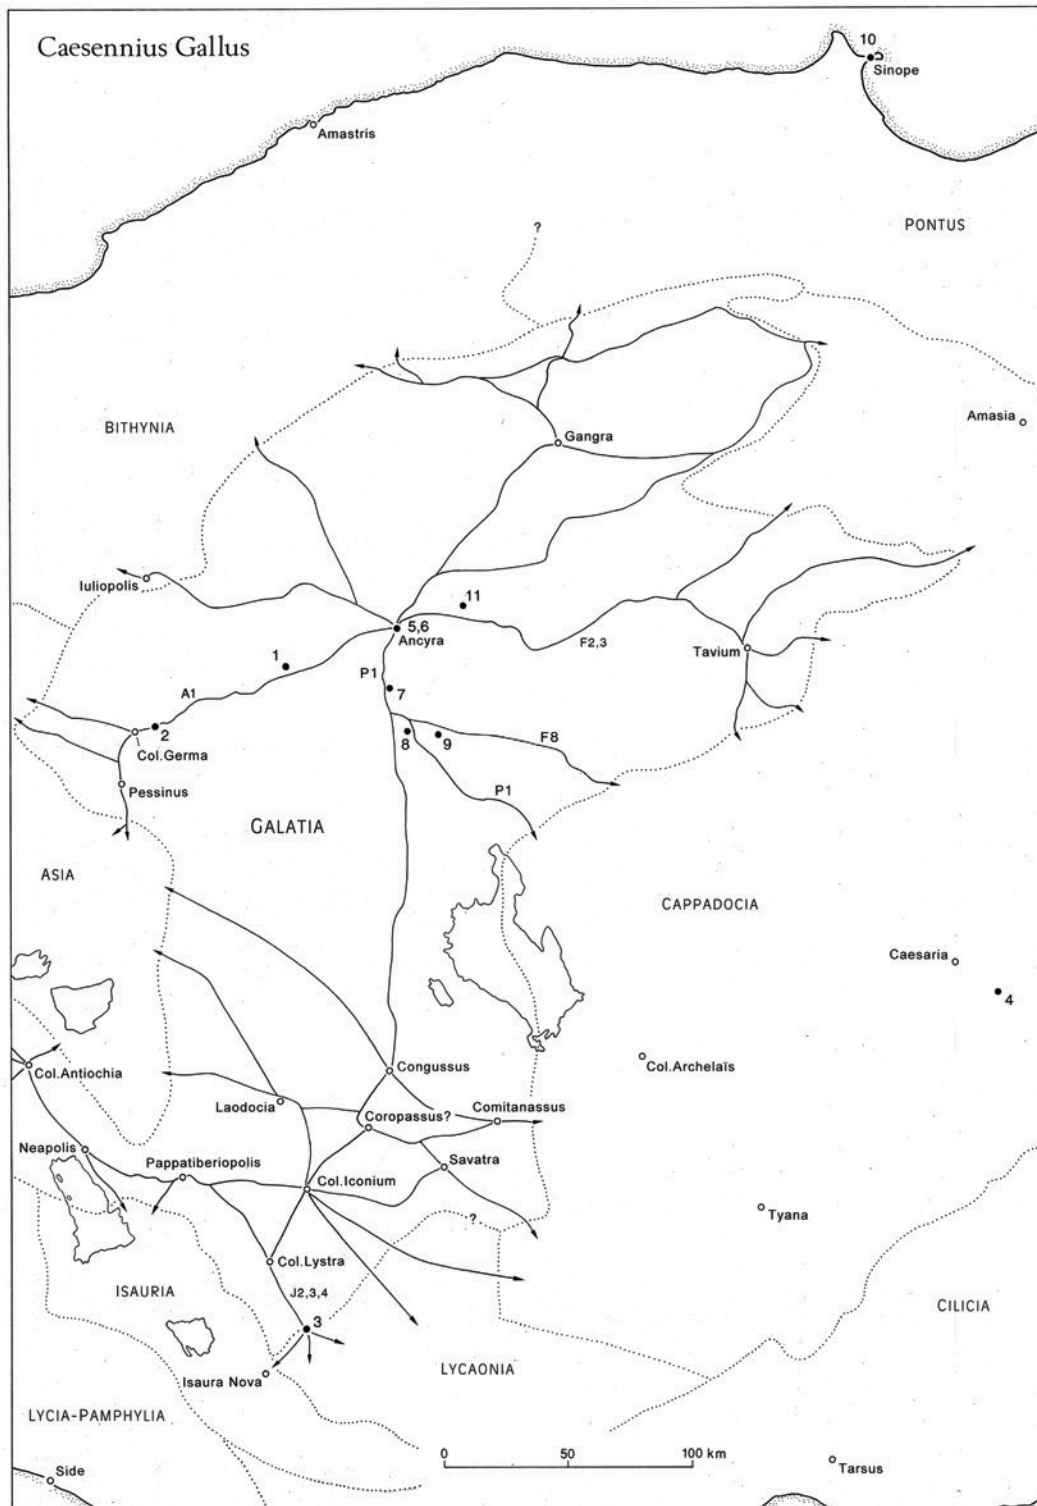 Caesennius Gallus
10
Sinope
Amastris
?
PONTUS
Amasia
BITHYNIA
Gangra
Iuliopolis
11
5,6
Ancyra
F2,3
Tavium
1
P1
A1
7
2
8
9
F8
Col.Germa
Pessinus
P1
GALATIA
ASIA
CAPPADOCIA
Caesaria
4
Col.Antiochia
Congussus
Col.Archelaïs
Laodocia
Coropassus?
Comitanassus
Neapolis
Pappatiberiopolis
Savatra
Col.Iconium
?
Tyana
Col.Lystra
ISAURIA
J2,3,4
CILICIA
3
Isaura Nova
LYCAONIA
LYCIA-PAMPHYLIA
0 50 100 km
Side
Tarsus